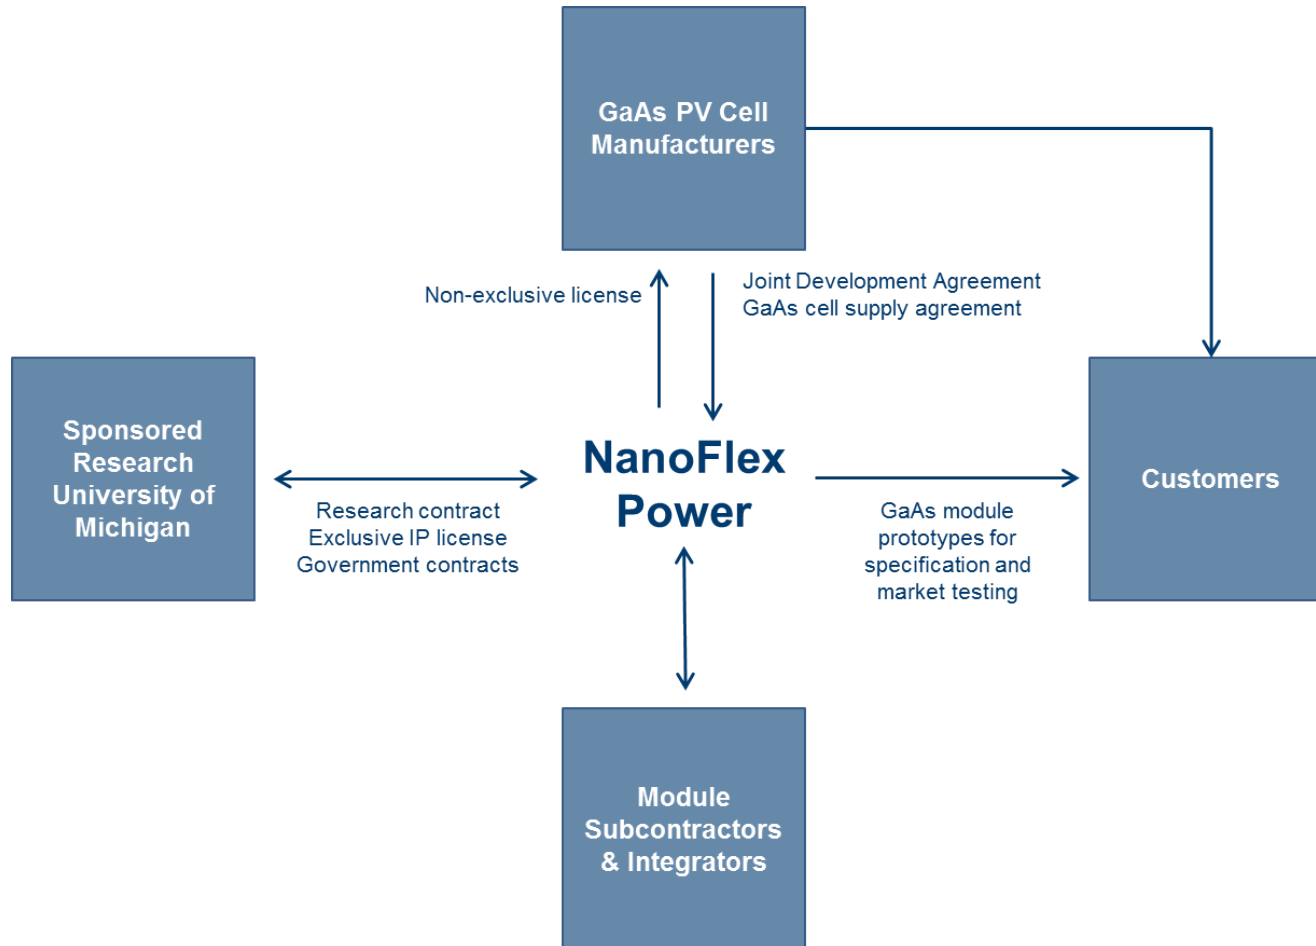 GaAs PV Cell
Manufacturers
Non-exclusive license
Joint Development Agreement
GaAs cell supply agreement
Sponsored
Research
University of
Michigan
Research contract
Exclusive IP license
Government contracts
NanoFlex
Power
GaAs module
prototypes for
specification and
market testing
Customers
Module
Subcontractors
& Integrators